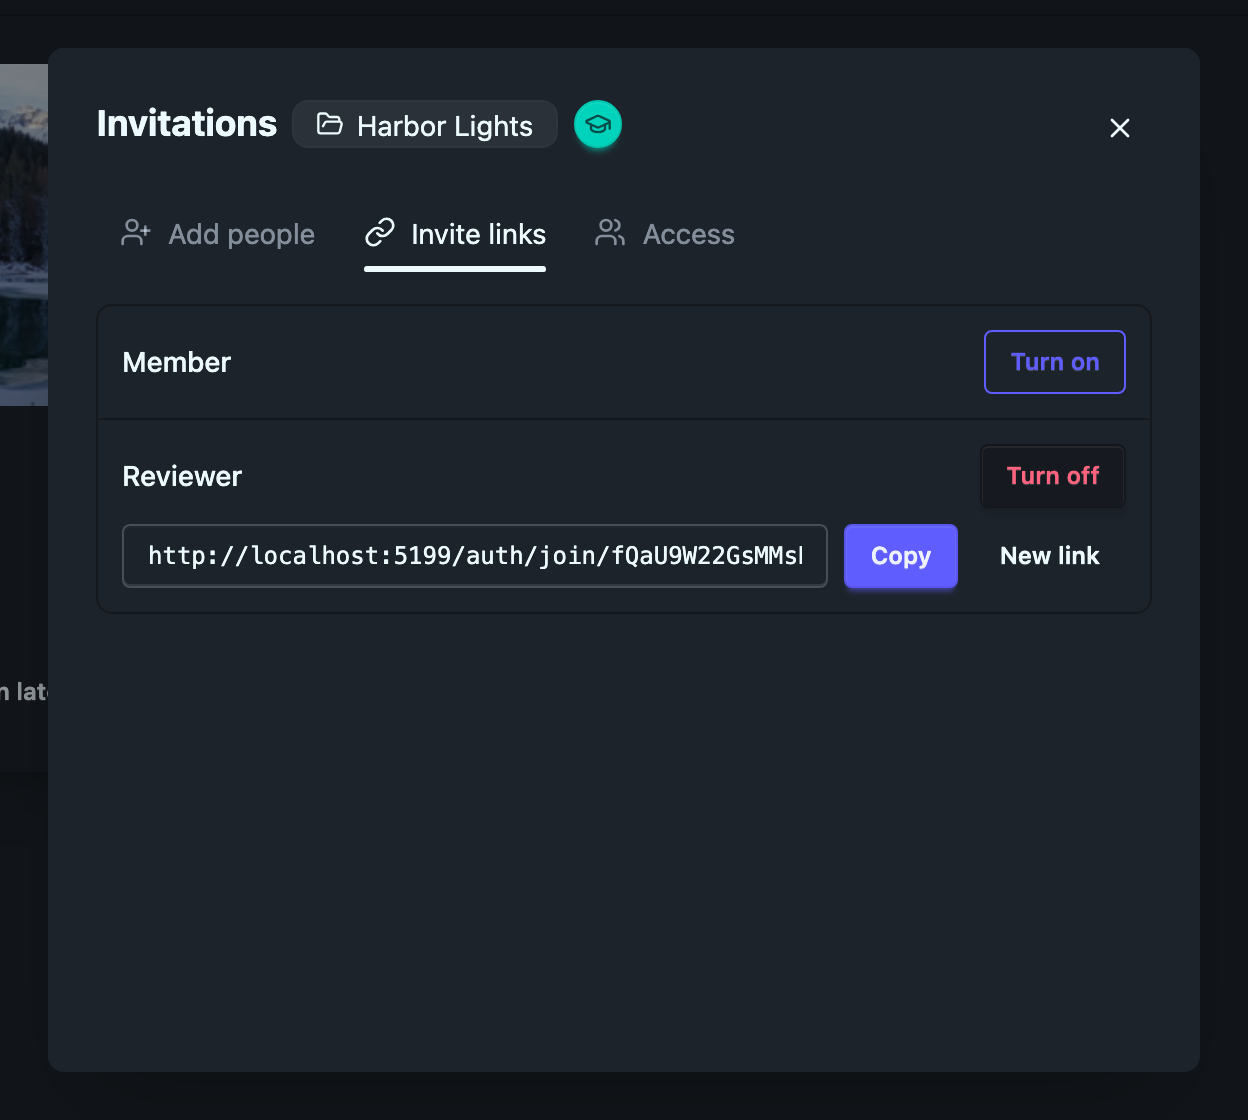 Invitations
Harbor Lights
Add people
Invite links
Access
Member
Turn on
Reviewer
Turn off
http://localhost:5199/auth/join/fQaU9W22GsMMs
Copy
New link